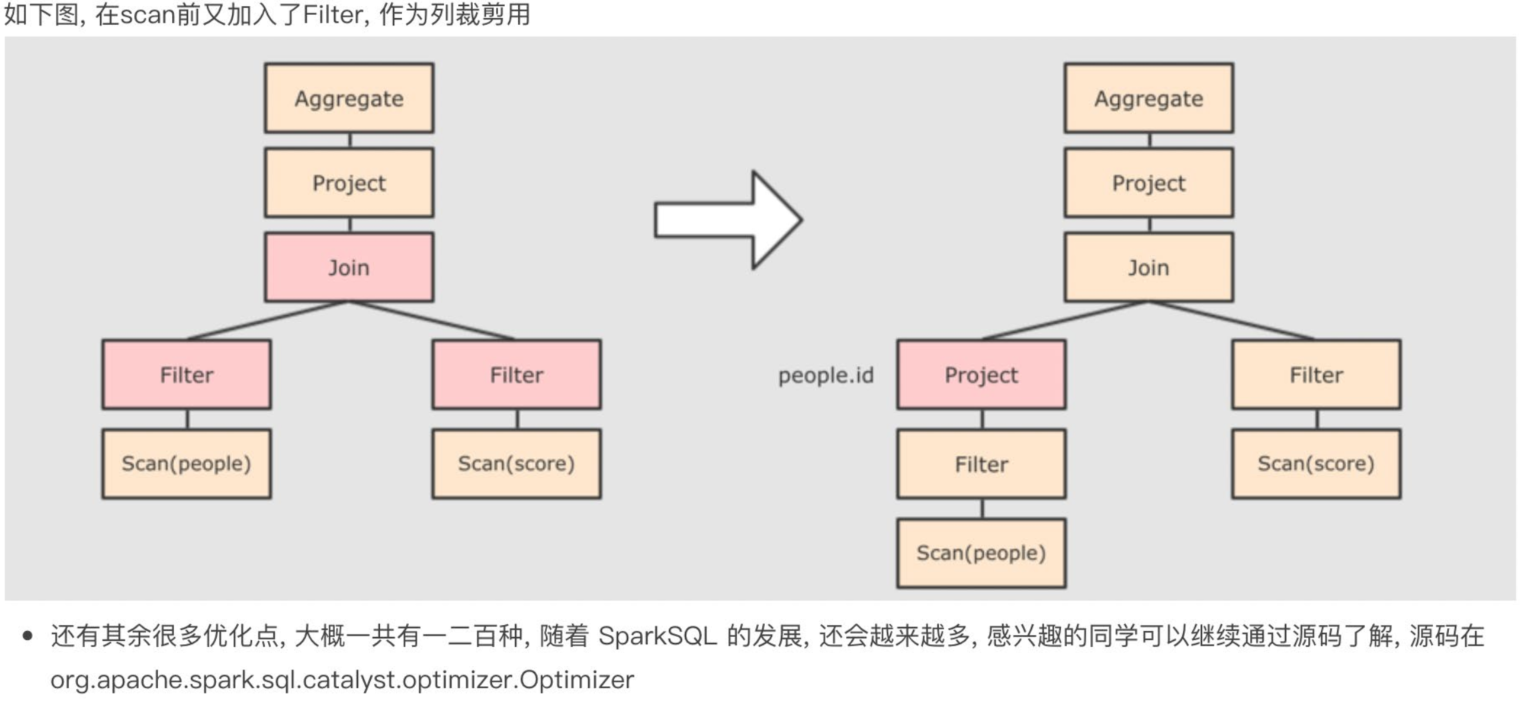 如下图, 在scan前又加入了Filter, 作为列裁剪用
Aggregate
Project
Join
Filter
Filter
Scan(people)
Scan(score)
Aggregate
Project
Join
people.id
Project
Filter
Filter
Scan(score)
Scan(people)
• 还有其余很多优化点, 大概一共有一二百种, 随着 SparkSQL 的发展, 还会越来越多, 感兴趣的同学可以继续通过源码了解, 源码在
org.apache.spark.sql.catalyst.optimizer.Optimizer